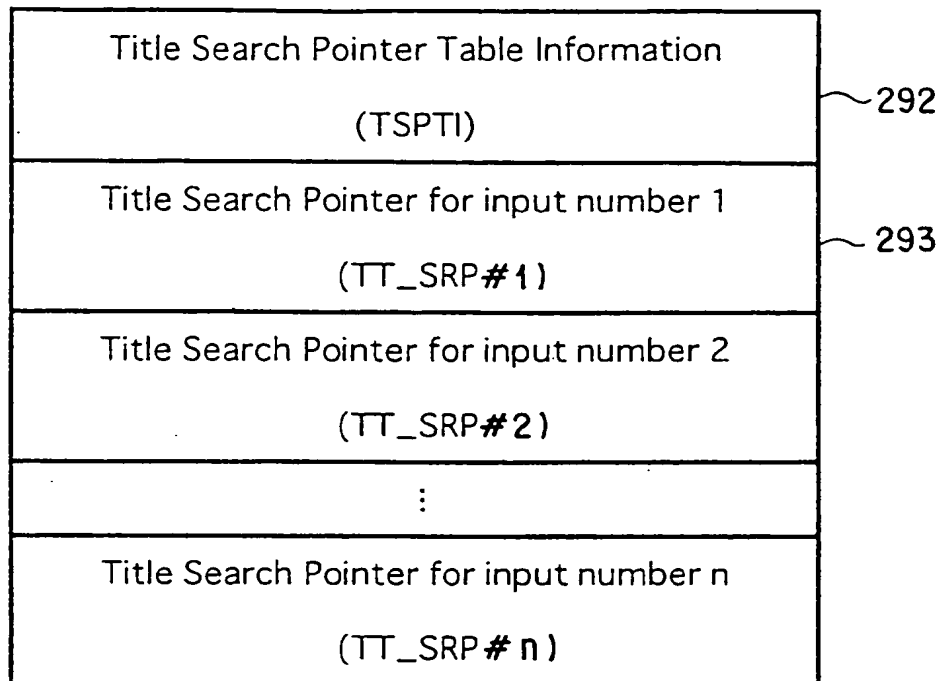 Title Search Pointer Table Information
(TSPTI)
292
Title Search Pointer for input number 1
(TT_SRP#1)
293
Title Search Pointer for input number 2
(TT_SRP#2)
⋮
Title Search Pointer for input number n
(TT_SRP#n)